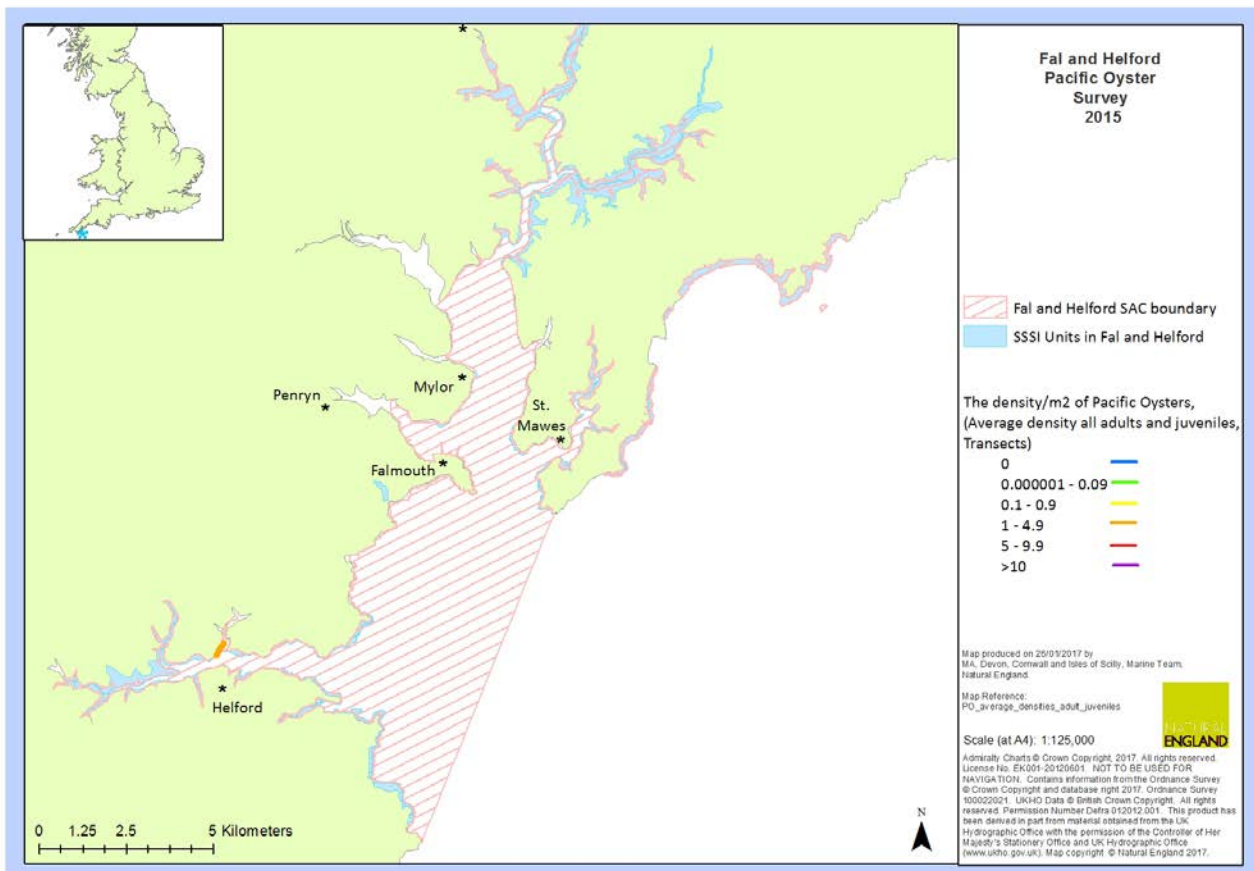 Fal and Helford
Pacific Oyster
Survey
2015
Fal and Helford SAC boundary
SSSI Units in Fal and Helford
The density/m2 of Pacific Oysters,
(Average density all adults and juveniles,
Transects)
0
0.000001 - 0.09
0.1 - 0.9
1 - 4.9
5 - 9.9
>10
Mylor
Penryn
St.
Mawes
Falmouth
Helford
0 1.25 2.5 5 Kilometers
N
Map produced on 26/01/2017 by
MA, Devon, Cornwall and Isles of Scilly, Marine Team,
Natural England.
Map Reference:
PO_average_densities_adult_juveniles
Scale (at A4): 1:125,000
NATURAL
ENGLAND
Admiralty Charts © Crown Copyright, 2017. All rights reserved.
License No. EK001-20120601. NOT TO BE USED FOR
NAVIGATION. Contains information from the Ordnance Survey
© Crown Copyright and database right 2017. Ordnance Survey
100022021. UKHO Data © British Crown Copyright. All rights
reserved. Permission Number Defra 012012.001. This product has
been derived in part from material obtained from the UK
Hydrographic Office with the permission of the Controller of Her
Majesty's Stationery Office and UK Hydrographic Office
(www.ukho.gov.uk). Map copyright © Natural England 2017.